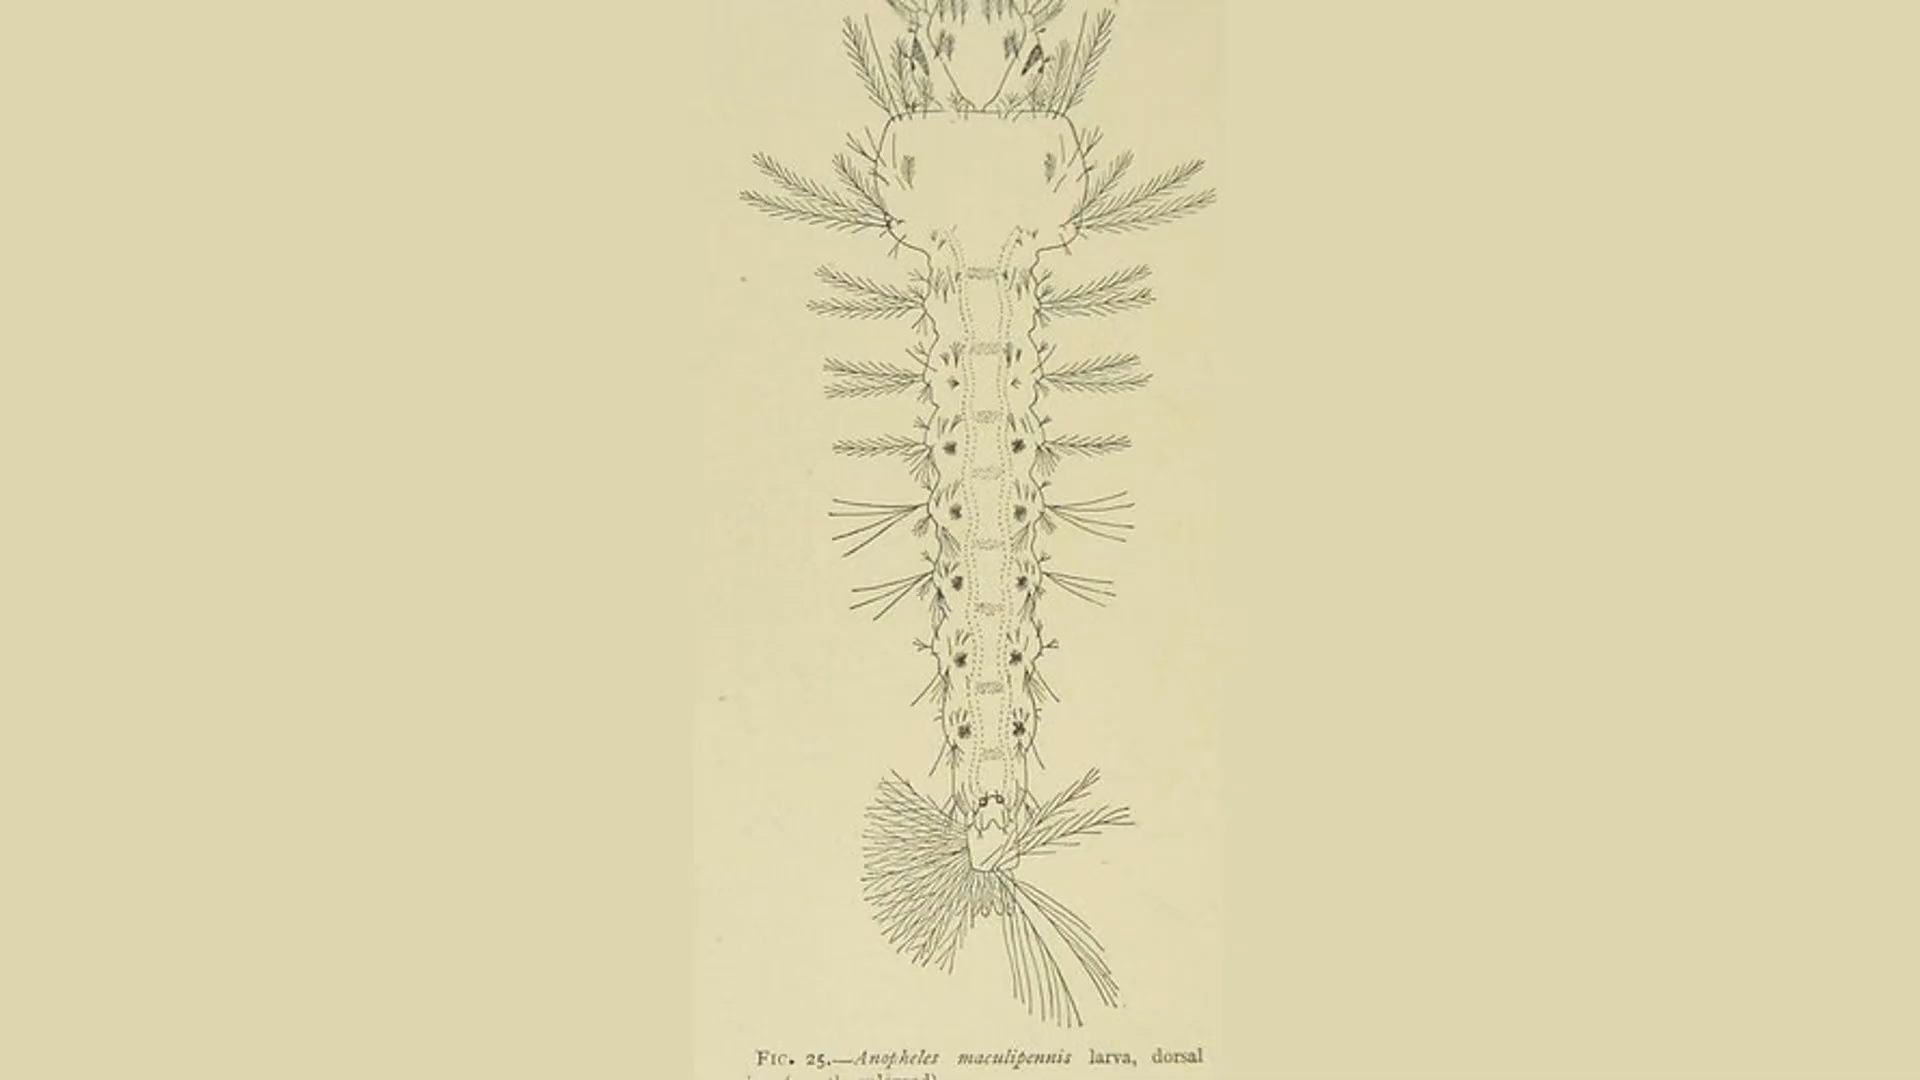 FIG. 25.—Anopheles maculipennis larva, dorsal